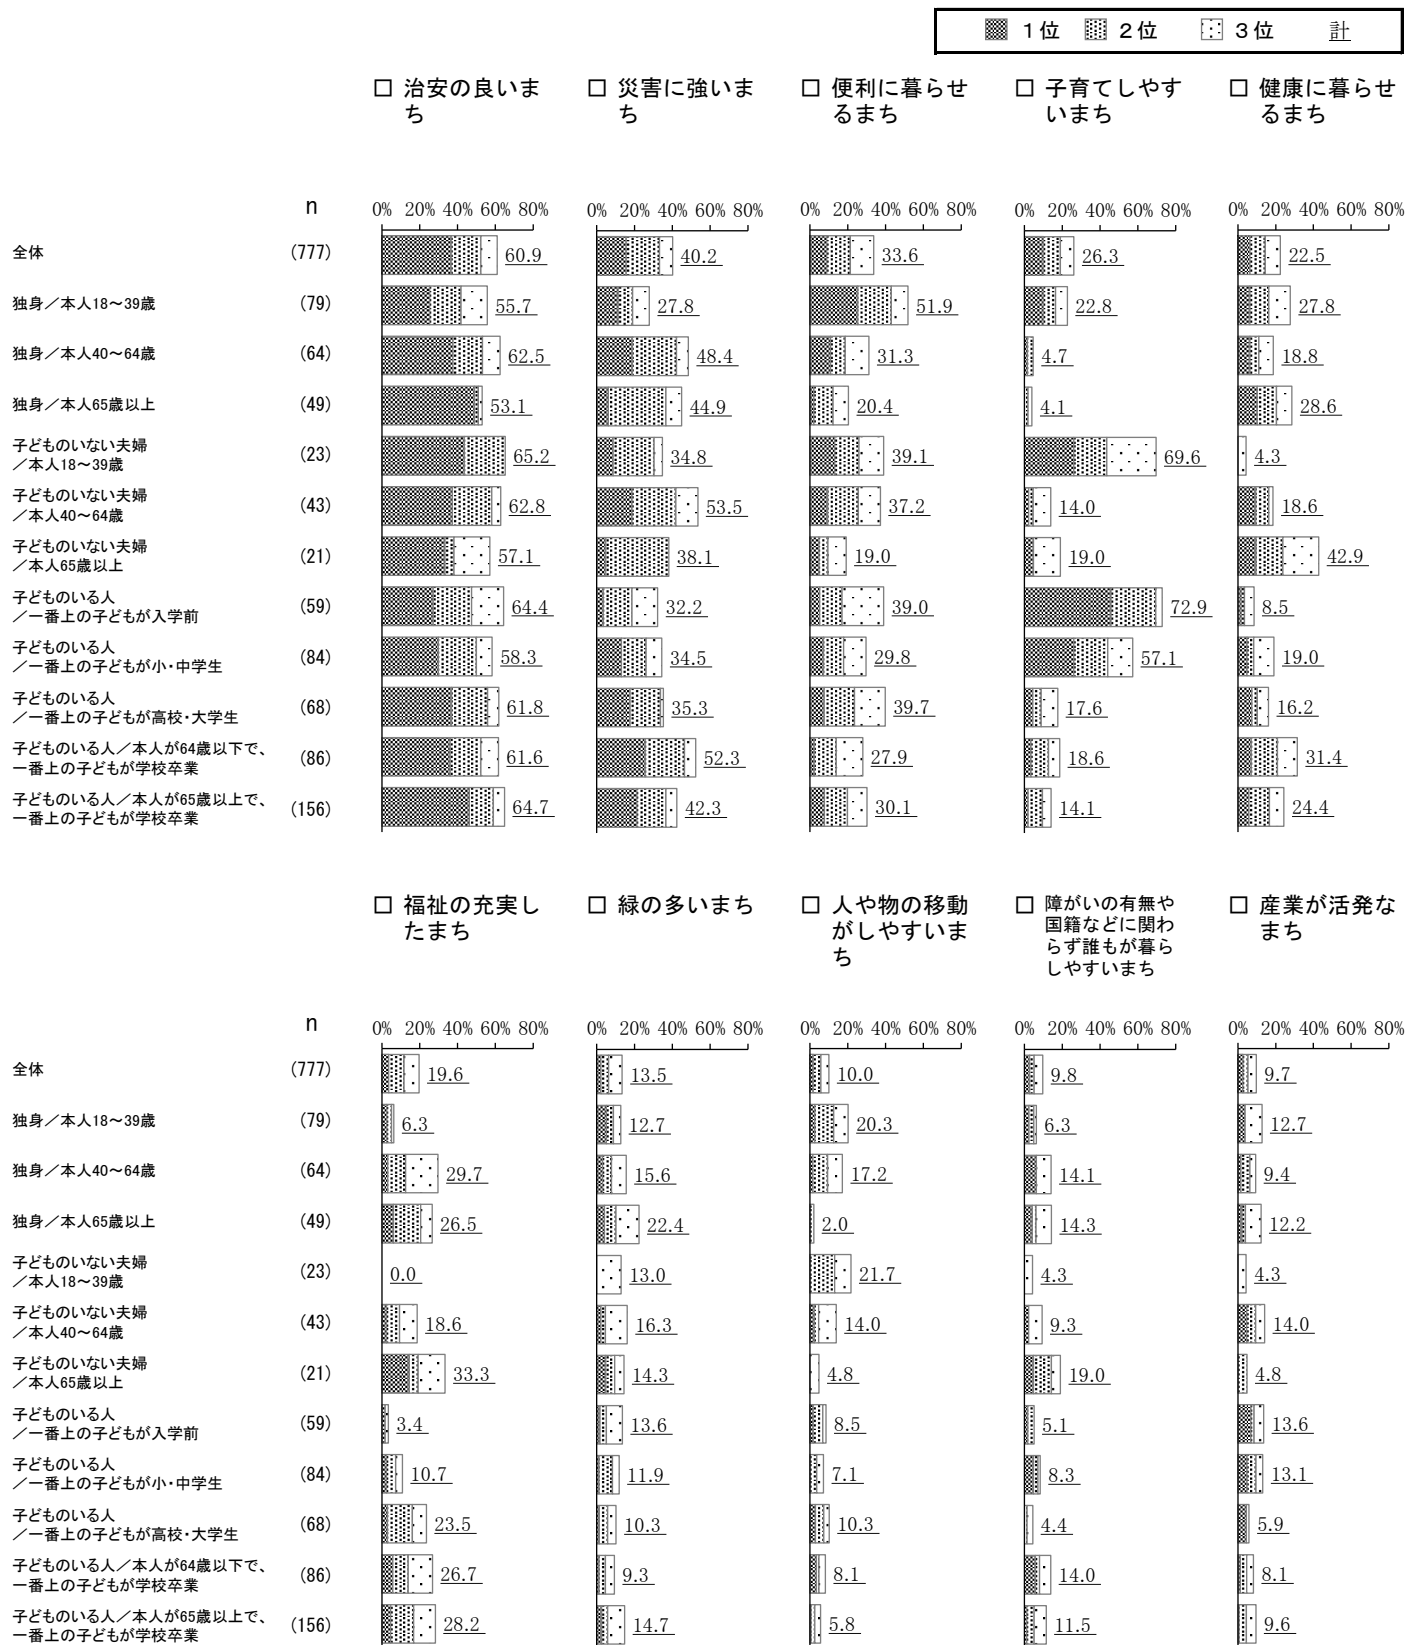 1位 2位 3位 計
□ 治安の良いま
ち
□ 災害に強いま
ち
□ 便利に暮らせ
るまち
□ 子育てしやす
いまち
□ 健康に暮らせ
るまち
n 0% 20% 40% 60% 80% 0% 20% 40% 60% 80% 0% 20% 40% 60% 80% 0% 20% 40% 60% 80% 0% 20% 40% 60% 80%
全体 (777) 60.9 40.2 33.6 26.3 22.5
独身/本人18~39歳 (79) 55.7 27.8 51.9 22.8 27.8
独身/本人40~64歳 (64) 62.5 48.4 31.3 4.7 18.8
独身/本人65歳以上 (49) 53.1 44.9 20.4 4.1 28.6
子どものいない夫婦
/本人18~39歳 (23) 65.2 34.8 39.1 69.6 4.3
子どものいない夫婦
/本人40~64歳 (43) 62.8 53.5 37.2 14.0 18.6
子どものいない夫婦
/本人65歳以上 (21) 57.1 38.1 19.0 19.0 42.9
子どものいる人
/一番上の子どもが入学前 (59) 64.4 32.2 39.0 72.9 8.5
子どものいる人
/一番上の子どもが小・中学生 (84) 58.3 34.5 29.8 57.1 19.0
子どものいる人
/一番上の子どもが高校・大学生 (68) 61.8 35.3 39.7 17.6 16.2
子どものいる人/本人が64歳以下で、
一番上の子どもが学校卒業 (86) 61.6 52.3 27.9 18.6 31.4
子どものいる人/本人が65歳以上で、
一番上の子どもが学校卒業 (156) 64.7 42.3 30.1 14.1 24.4
□ 福祉の充実し
たまち
□ 緑の多いまち
□ 人や物の移動
がしやすいま
ち
□ 障がいの有無や
国籍などに関わ
らず誰もが暮ら
しやすいまち
□ 産業が活発な
まち
n 0% 20% 40% 60% 80% 0% 20% 40% 60% 80% 0% 20% 40% 60% 80% 0% 20% 40% 60% 80% 0% 20% 40% 60% 80%
全体 (777) 19.6 13.5 10.0 9.8 9.7
独身/本人18~39歳 (79) 6.3 12.7 20.3 6.3 12.7
独身/本人40~64歳 (64) 29.7 15.6 17.2 14.1 9.4
独身/本人65歳以上 (49) 26.5 22.4 2.0 14.3 12.2
子どものいない夫婦
/本人18~39歳 (23) 0.0 13.0 21.7 4.3 4.3
子どものいない夫婦
/本人40~64歳 (43) 18.6 16.3 14.0 9.3 14.0
子どものいない夫婦
/本人65歳以上 (21) 33.3 14.3 4.8 19.0 4.8
子どものいる人
/一番上の子どもが入学前 (59) 3.4 13.6 8.5 5.1 13.6
子どものいる人
/一番上の子どもが小・中学生 (84) 10.7 11.9 7.1 8.3 13.1
子どものいる人
/一番上の子どもが高校・大学生 (68) 23.5 10.3 10.3 4.4 5.9
子どものいる人/本人が64歳以下で、
一番上の子どもが学校卒業 (86) 26.7 9.3 8.1 14.0 8.1
子どものいる人/本人が65歳以上で、
一番上の子どもが学校卒業 (156) 28.2 14.7 5.8 11.5 9.6